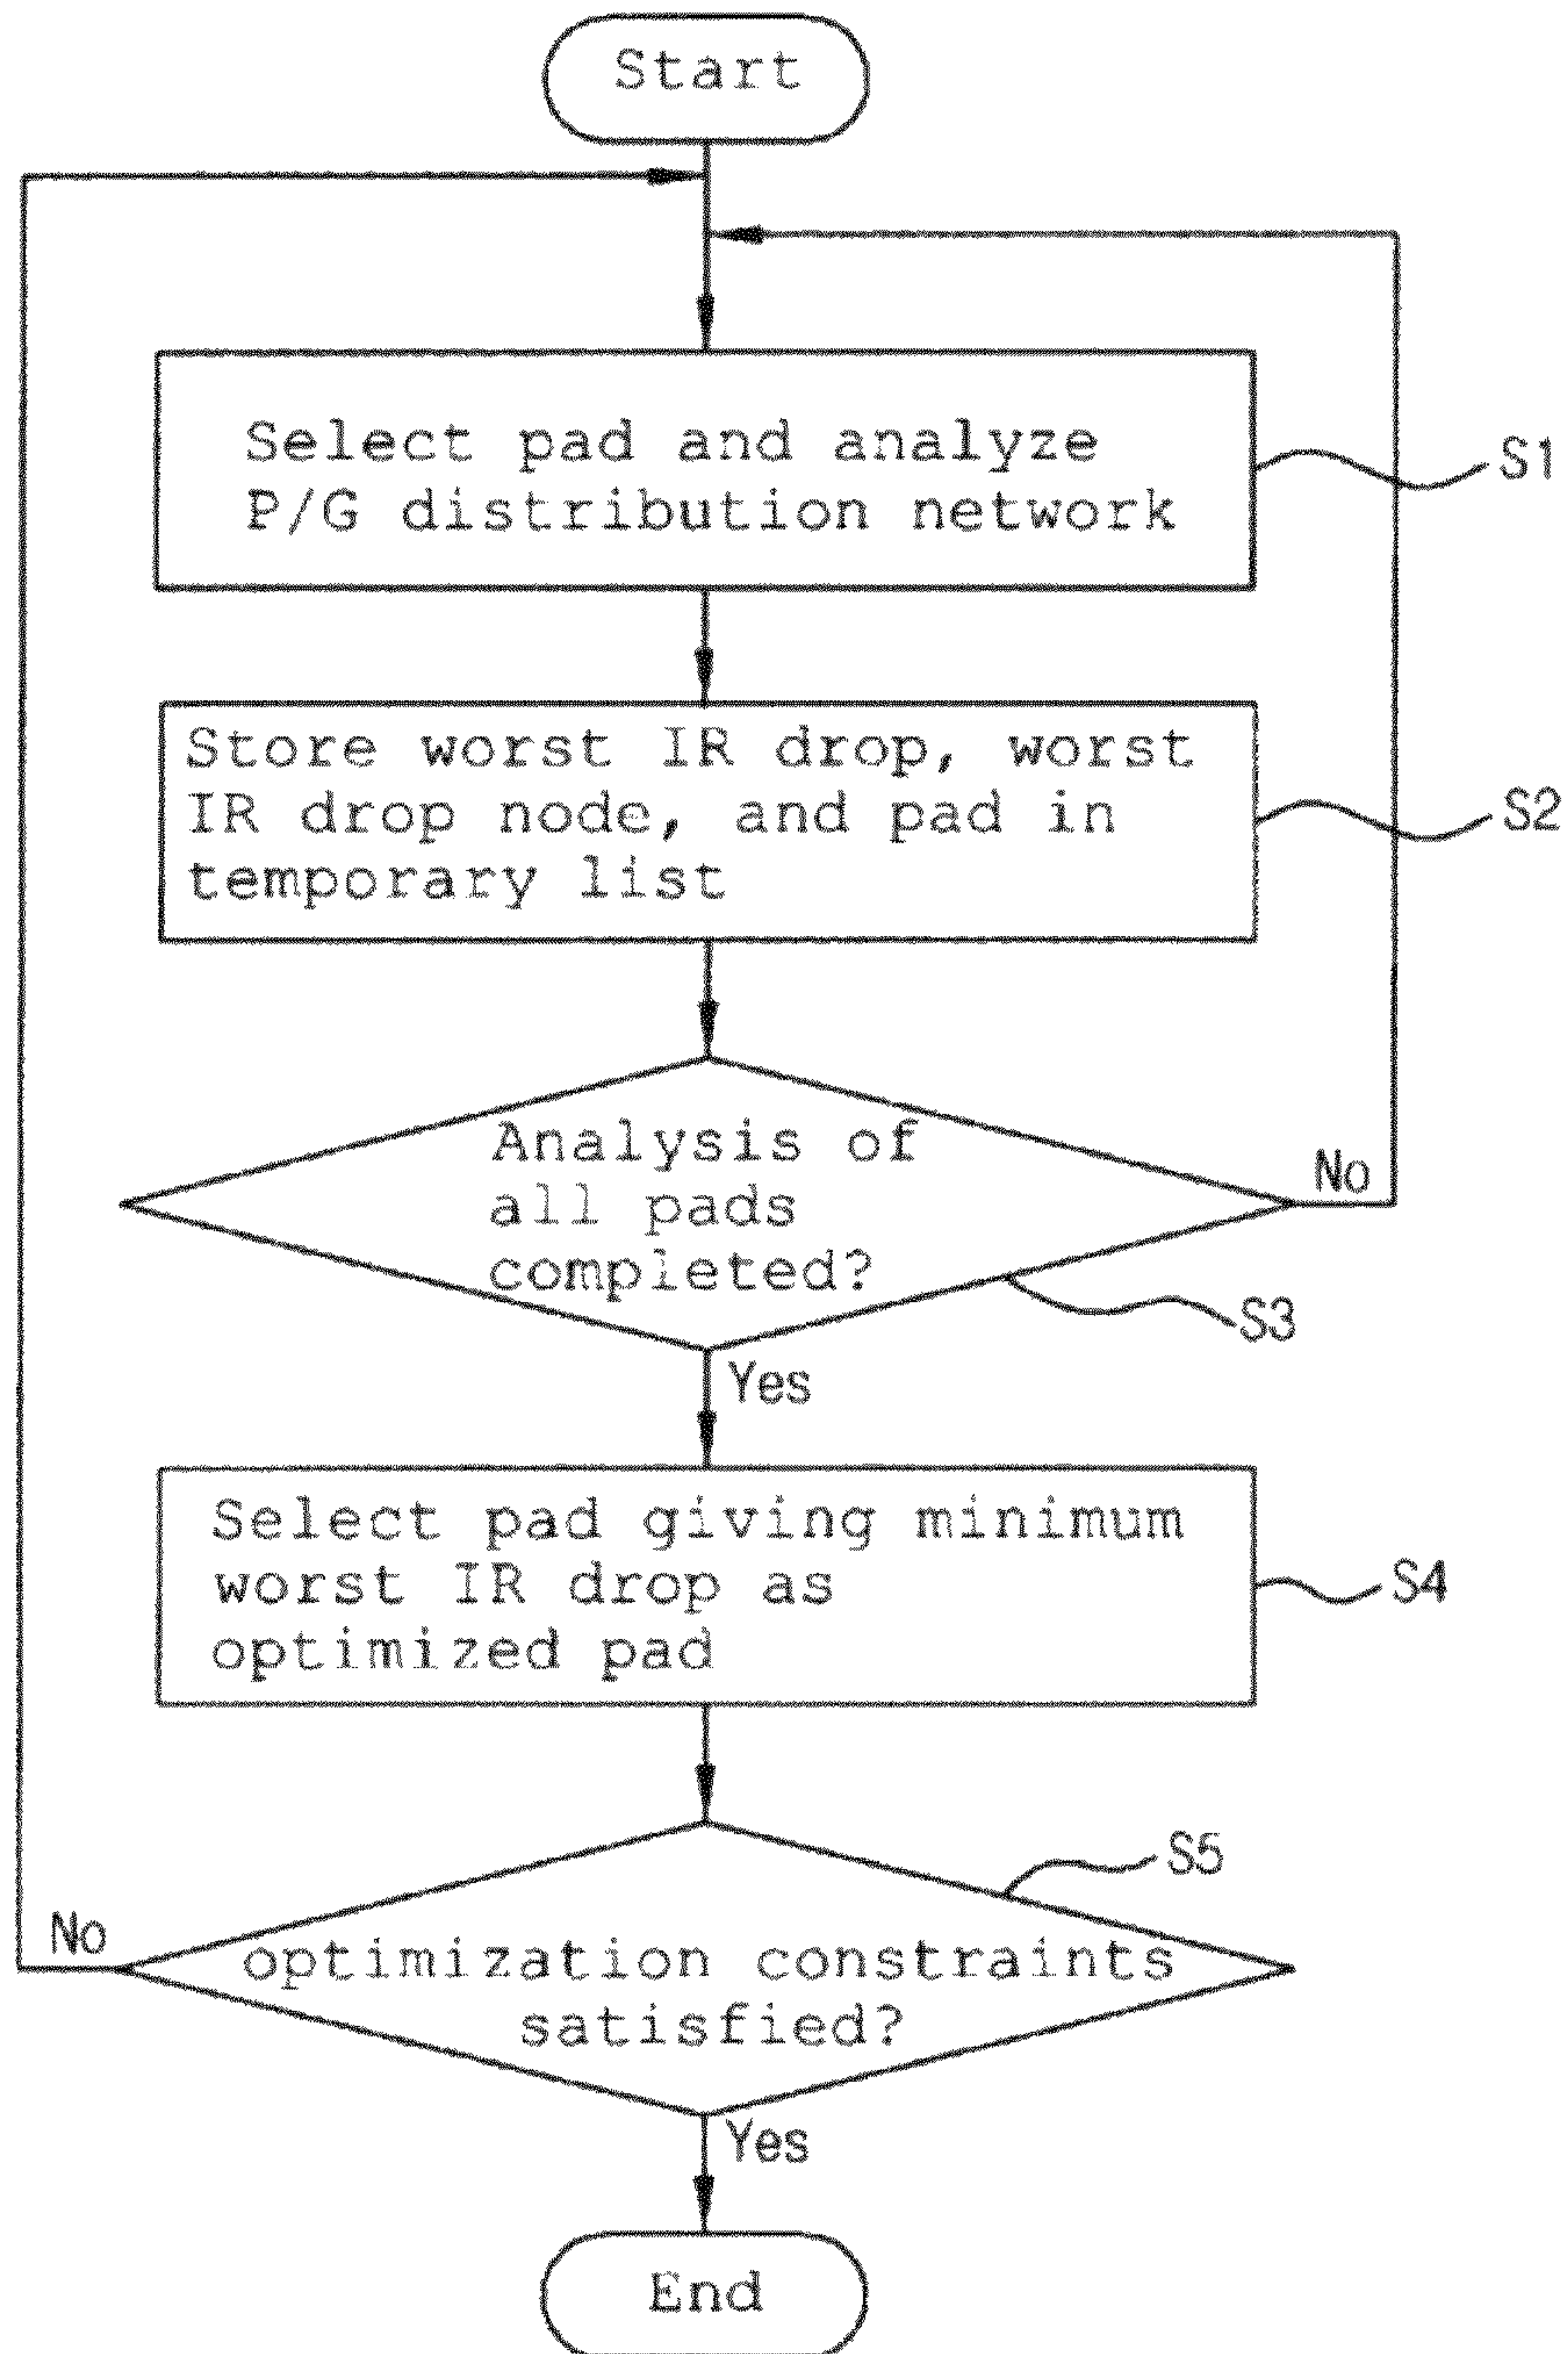 Start
Select pad and analyze
P/G distribution network
S1
Store worst IR drop, worst
IR drop node, and pad in
temporary list
S2
Analysis of
all pads
completed?
No
S3
Yes
Select pad giving minimum
worst IR drop as
optimized pad
S4
S5
No
optimization constraints
satisfied?
Yes
End